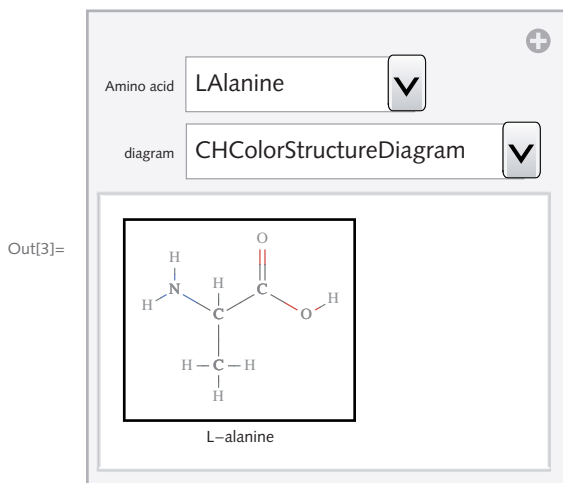 Amino acid LAlanine
diagram CHColorStructureDiagram
Out[3]=
O
H
H
H
N
C
H
C
O
H – C – H
H
L–alanine